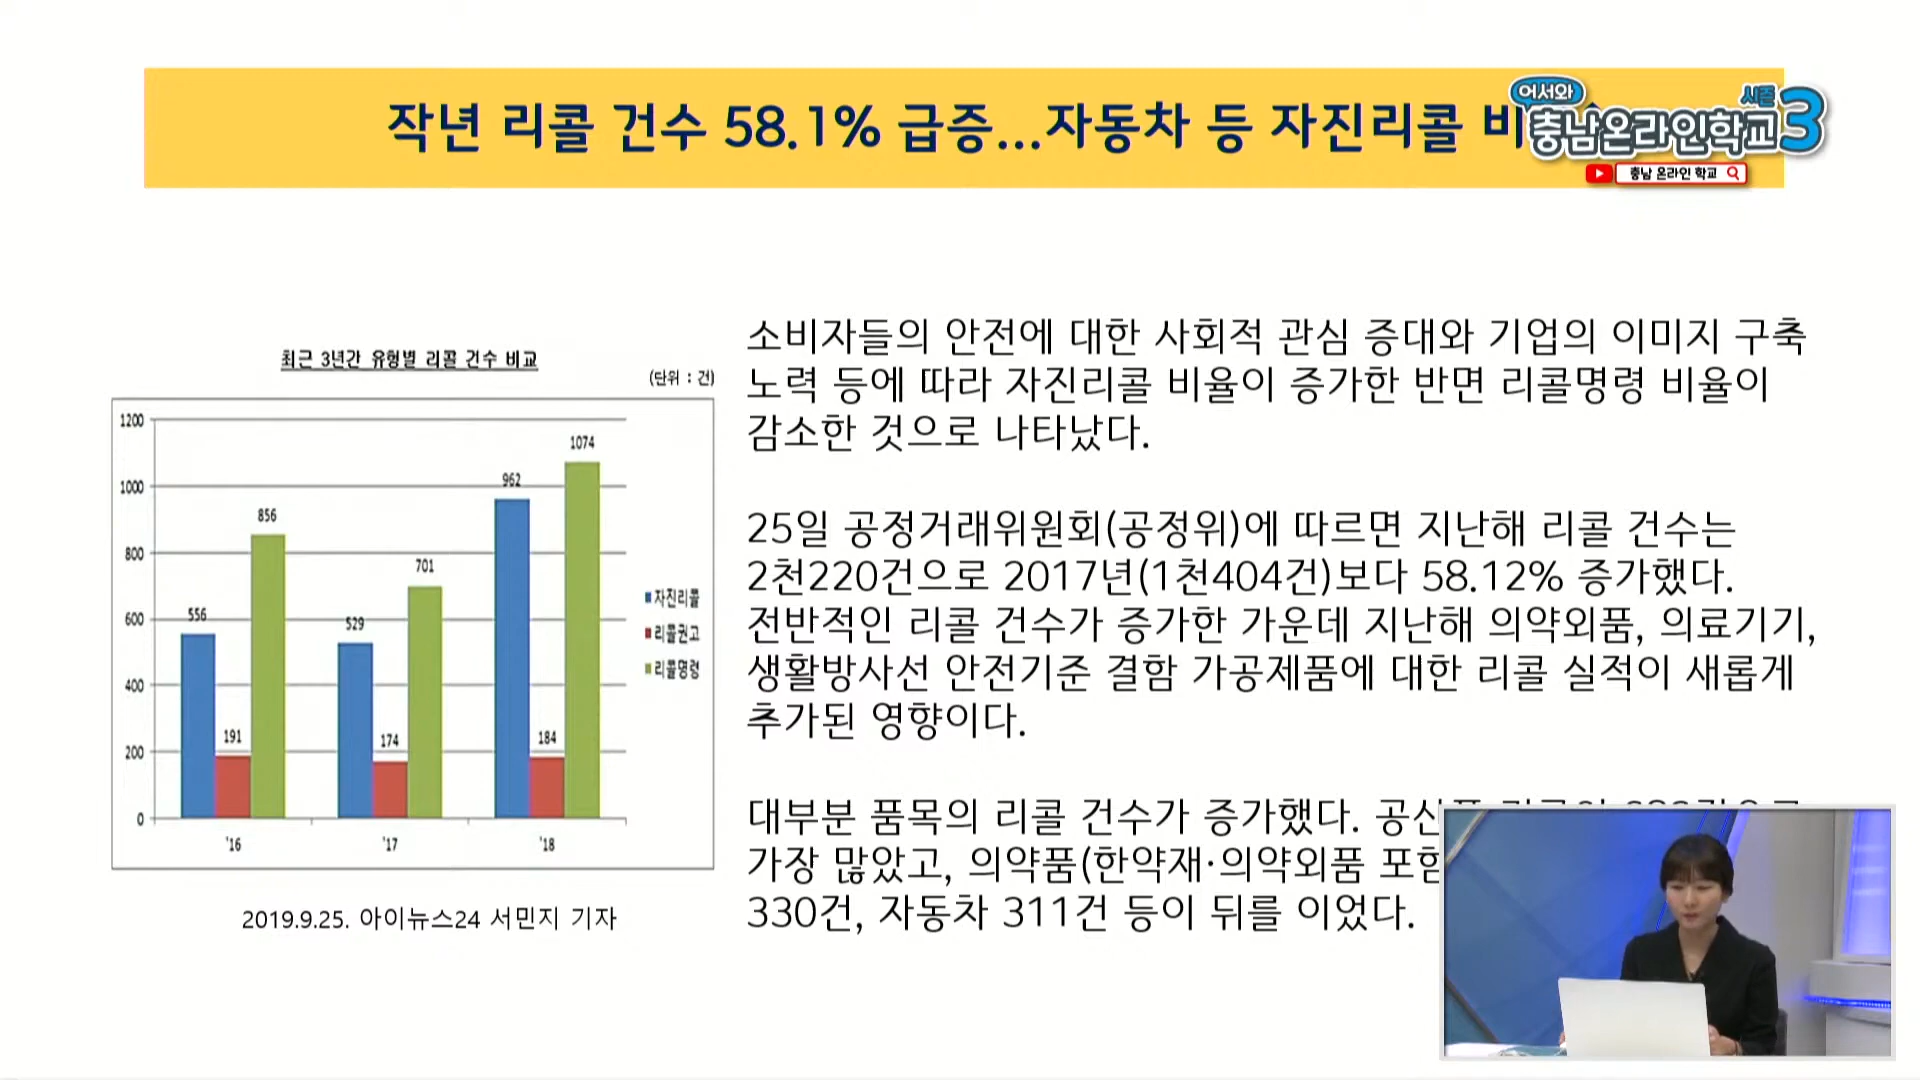 작년 리콜 건수 58.1% 급증...자동차 등 자진리콜
어서와
시즌
충남온라인학교3
충남 온라인 학교
최근 3년간 유형별 리콜 건수 비교
(단위 : 건)
1200
1000
800
600
400
200
0
556
191
856
529
174
701
962
184
1074
'16
'17
'18
자진리콜
리콜권고
리콜명령
2019.9.25. 아이뉴스24 서민지 기자
소비자들의 안전에 대한 사회적 관심 증대와 기업의 이미지 구축
노력 등에 따라 자진리콜 비율이 증가한 반면 리콜명령 비율이
감소한 것으로 나타났다.
25일 공정거래위원회(공정위)에 따르면 지난해 리콜 건수는
2천220건으로 2017년(1천404건)보다 58.12% 증가했다.
전반적인 리콜 건수가 증가한 가운데 지난해 의약외품, 의료기기,
생활방사선 안전기준 결함 가공제품에 대한 리콜 실적이 새롭게
추가된 영향이다.
대부분 품목의 리콜 건수가 증가했다.
가장 많았고, 의약품(한약재·의약외품
330건, 자동차 311건 등이 뒤를 이었다.